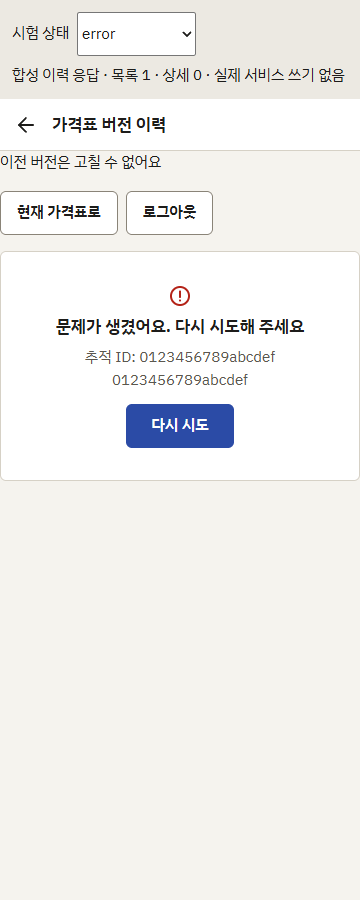 시험 상태 error
합성 이력 응답 · 목록 1 · 상세 0 · 실제 서비스 쓰기 없음
가격표 버전 이력
이전 버전은 고칠 수 없어요
현재 가격표로 로그아웃
문제가 생겼어요. 다시 시도해 주세요
추적 ID: 0123456789abcdef
0123456789abcdef
다시 시도